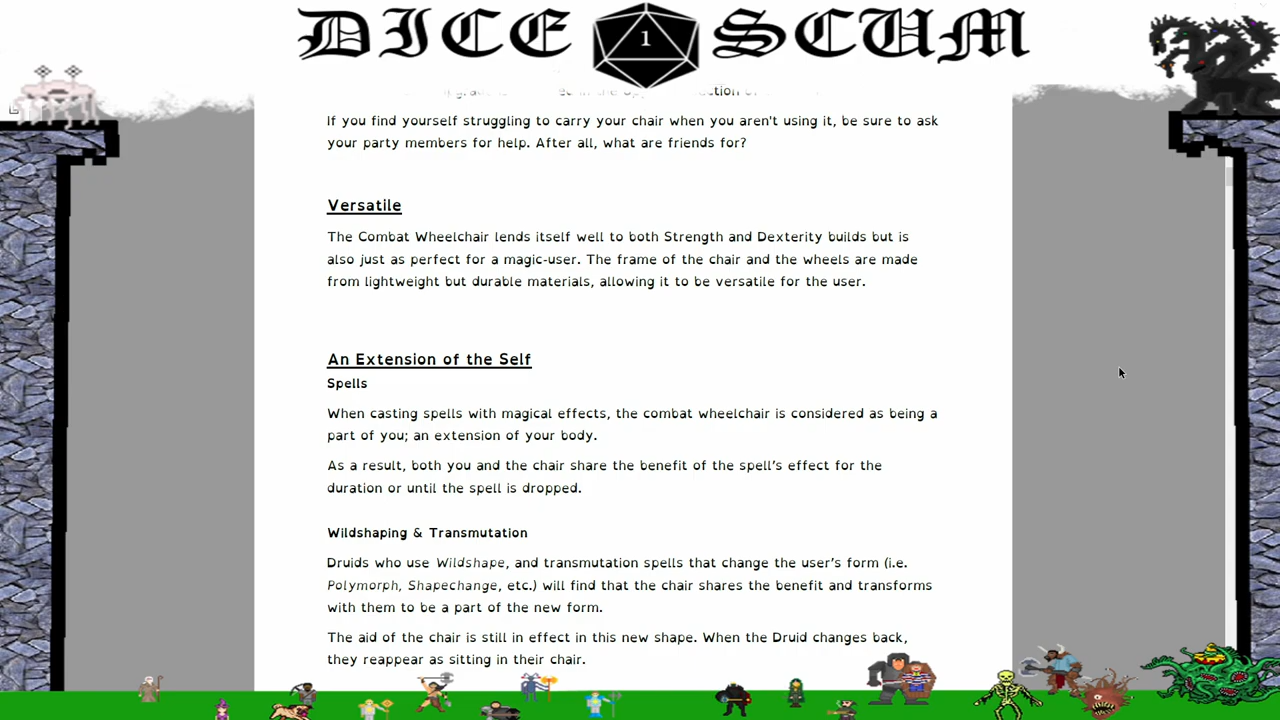 DICE 1 SCUM
If you find yourself struggling to carry your chair when you aren't using it, be sure to ask
your party members for help. After all, what are friends for?
Versatile
The Combat Wheelchair lends itself well to both Strength and Dexterity builds but is
also just as perfect for a magic-user. The frame of the chair and the wheels are made
from lightweight but durable materials, allowing it to be versatile for the user.
An Extension of the Self
Spells
When casting spells with magical effects, the combat wheelchair is considered as being a
part of you; an extension of your body.
As a result, both you and the chair share the benefit of the spell's effect for the
duration or until the spell is dropped.
Wildshaping & Transmutation
Druids who use Wildshape, and transmutation spells that change the user's form (i.e.
Polymorph, Shapechange, etc.) will find that the chair shares the benefit and transforms
with them to be a part of the new form.
The aid of the chair is still in effect in this new shape. When the Druid changes back,
they reappear as sitting in their chair.